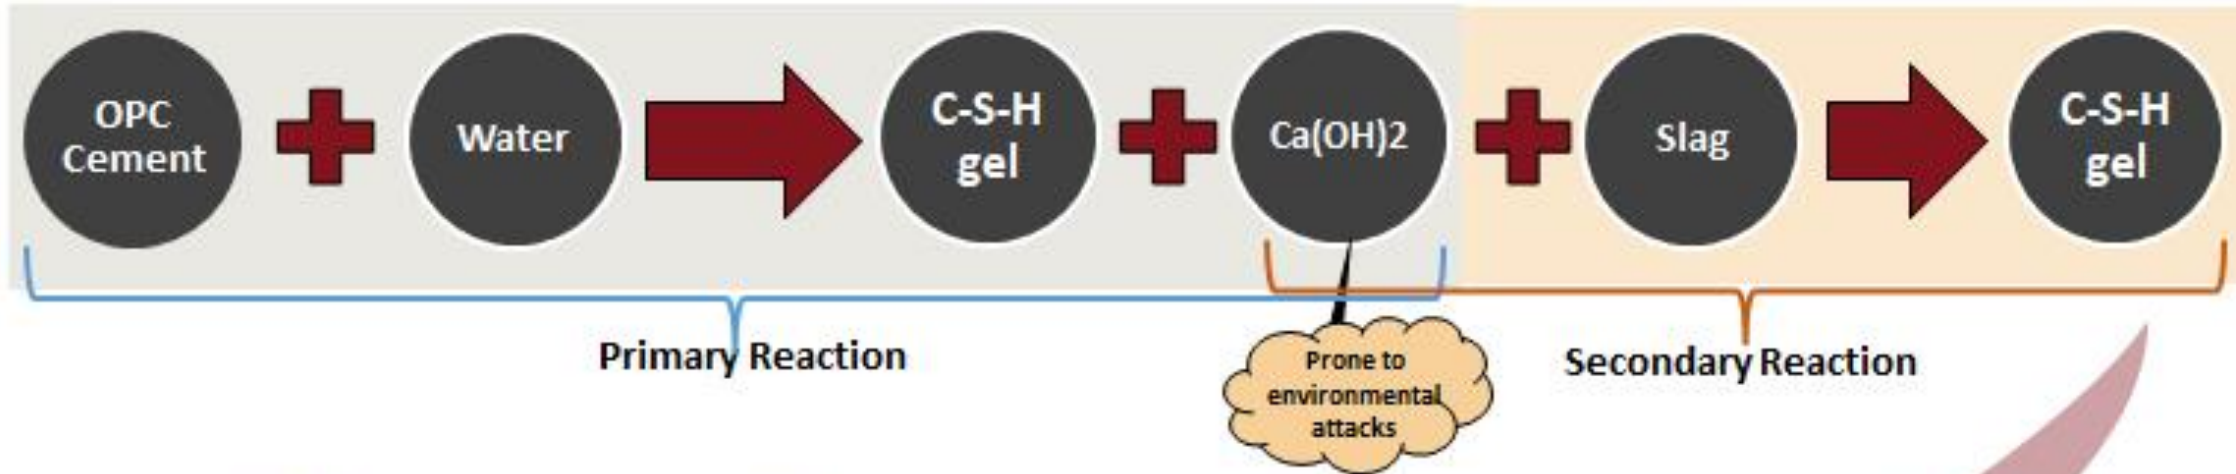 OPC
Cement
Water
C-S-H
gel
Ca(OH)2
Slag
C-S-H
gel
Primary Reaction
Prone to
environmental
attacks
Secondary Reaction